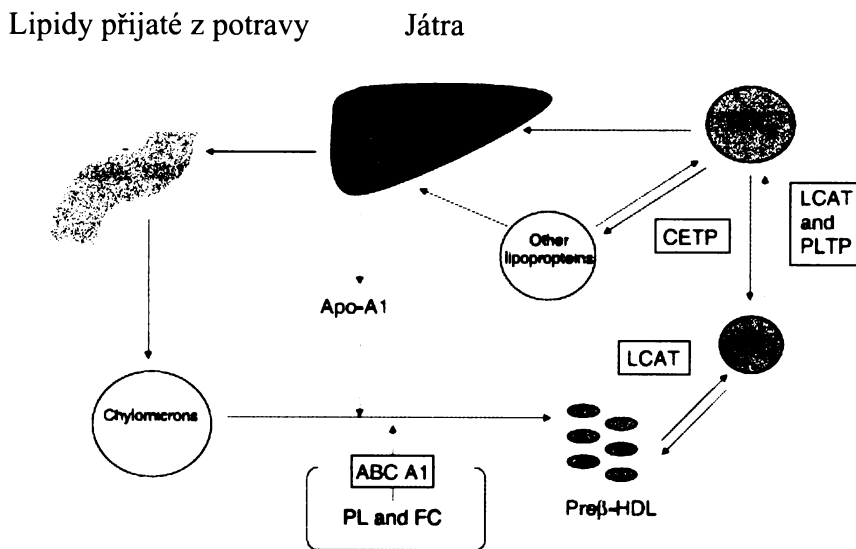 Lipidy přijaté z potravy
Játra
LCAT
and
PLTP
CETP
Other
lipopropteins
Apo-A1
LCAT
Chylomicrons
ABC A1
PL and FC
Preβ-HDL